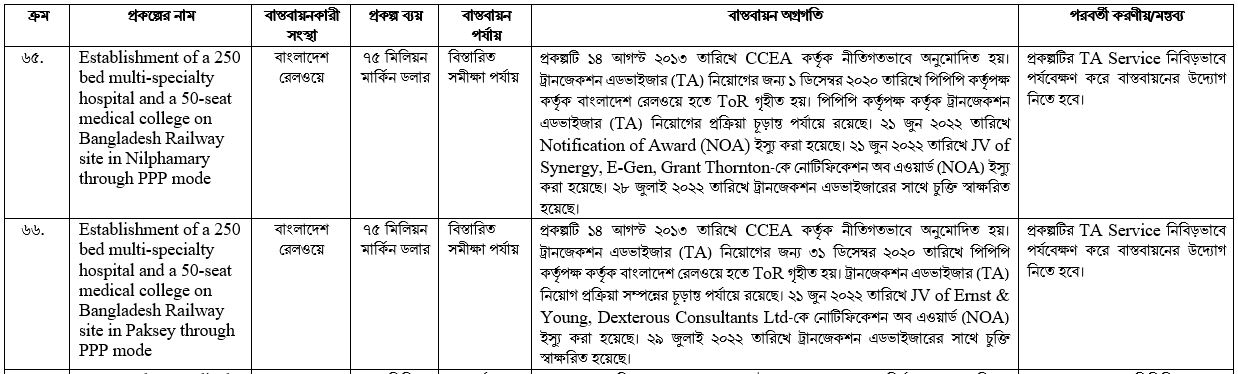 ক্রম
প্রকল্পের নাম
বাস্তবায়নকারী
সংস্থা
প্রকল্প ব্যয়
বাস্তবায়ন
পর্যায়
বাস্তবায়ন অগ্রগতি
পরবর্তী করণীয়/মন্তব্য
৬৫.
Establishment of a 250
bed multi-specialty
hospital and a 50-seat
medical college on
Bangladesh Railway
site in Nilphamary
through PPP mode
বাংলাদেশ
রেলওয়ে
৭৫ মিলিয়ন
মার্কিন ডলার
বিস্তারিত
সমীক্ষা পর্যায়
প্রকল্পটি ১৪ আগস্ট ২০১৩ তারিখে CCEA কর্তৃক নীতিগতভাবে অনুমোদিত হয়।
ট্রানজেকশন এডভাইজার (TA) নিয়োগের জন্য ১ ডিসেম্বর ২০২০ তারিখে পিপিপি কর্তৃপক্ষ
কর্তৃক বাংলাদেশ রেলওয়ে হতে ToR গৃহীত হয়। পিপিপি কর্তৃপক্ষ কর্তৃক ট্রানজেকশন
এডভাইজার (TA) নিয়োগের প্রক্রিয়া চূড়ান্ত পর্যায়ে রয়েছে। ২১ জুন ২০২২ তারিখে
Notification of Award (NOA) ইস্যু করা হয়েছে। ২১ জুন ২০২২ তারিখে JV of
Synergy, E-Gen, Grant Thornton-কে নোটিফিকেশন অব এওয়ার্ড (NOA) ইস্যু
করা হয়েছে। ২৮ জুলাই ২০২২ তারিখে ট্রানজেকশন এডভাইজারের সাথে চুক্তি স্বাক্ষরিত
হয়েছে।
প্রকল্পটির TA Service নিবিড়ভাবে
পর্যবেক্ষণ করে বাস্তবায়নের উদ্যোগ
নিতে হবে।
৬৬.
Establishment of a 250
bed multi-specialty
hospital and a 50-seat
medical college on
Bangladesh Railway
site in Paksey through
PPP mode
বাংলাদেশ
রেলওয়ে
৭৫ মিলিয়ন
মার্কিন ডলার
বিস্তারিত
সমীক্ষা পর্যায়
প্রকল্পটি ১৪ আগস্ট ২০১৩ তারিখে CCEA কর্তৃক নীতিগতভাবে অনুমোদিত হয়।
ট্রানজেকশন এডভাইজার (TA) নিয়োগের জন্য ৩১ ডিসেম্বর ২০২০ তারিখে পিপিপি
কর্তৃপক্ষ কর্তৃক বাংলাদেশ রেলওয়ে হতে ToR গৃহীত হয়। ট্রানজেকশন এডভাইজার (TA)
নিয়োগ প্রক্রিয়া সম্পন্নের চূড়ান্ত পর্যায়ে রয়েছে। ২১ জুন ২০২২ তারিখে JV of Ernst &
Young, Dexterous Consultants Ltd-কে নোটিফিকেশন অব এওয়ার্ড (NOA)
ইস্যু করা হয়েছে। ২৯ জুলাই ২০২২ তারিখে ট্রানজেকশন এডভাইজারের সাথে চুক্তি
স্বাক্ষরিত হয়েছে।
প্রকল্পটির TA Service নিবিড়ভাবে
পর্যবেক্ষণ করে বাস্তবায়নের উদ্যোগ
নিতে হবে।